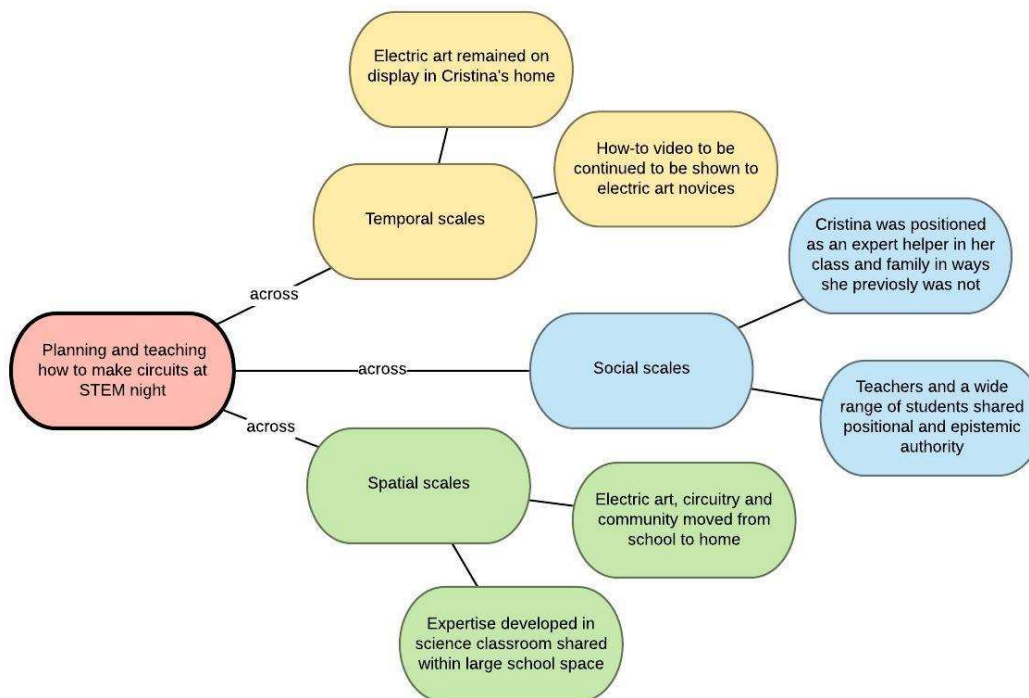 Electric art remained on
display in Cristina's home
How-to video to be
continued to be shown to
electric art novices
Temporal scales
Cristina was positioned
as an expert helper in her
class and family in ways
she previosly was not
across
Planning and teaching
how to make circuits at
STEM night
across
Social scales
Teachers and a wide
range of students shared
positional and epistemic
authority
across
Spatial scales
Electric art, circuitry and
community moved from
school to home
Expertise developed in
science classroom shared
within large school space